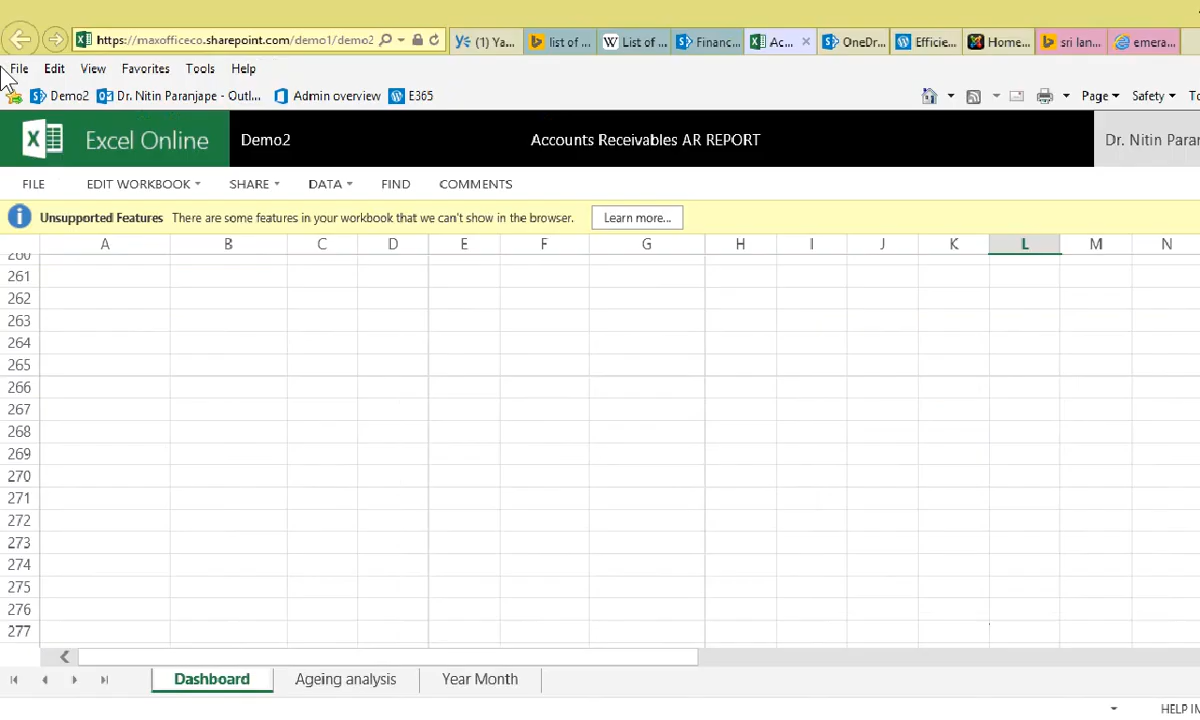 https://maxofficeco.sharepoint.com/demo1/demo2
(1) Ya...
list of ...
List of ...
Financ...
Ac...
OneDr...
Efficie...
Home...
sri lan...
emera...
File Edit View Favorites Tools Help
Demo2 Dr. Nitin Paranjape - Outl... Admin overview E365 Page Safety To
Excel Online Demo2 Accounts Receivables AR REPORT Dr. Nitin Paran
FILE EDIT WORKBOOK SHARE DATA FIND COMMENTS
Unsupported Features There are some features in your workbook that we can't show in the browser. Learn more...
A B C D E F G H I J K L M N
260
261
262
263
264
265
266
267
268
269
270
271
272
273
274
275
276
277
Dashboard Ageing analysis Year Month
HELP IM